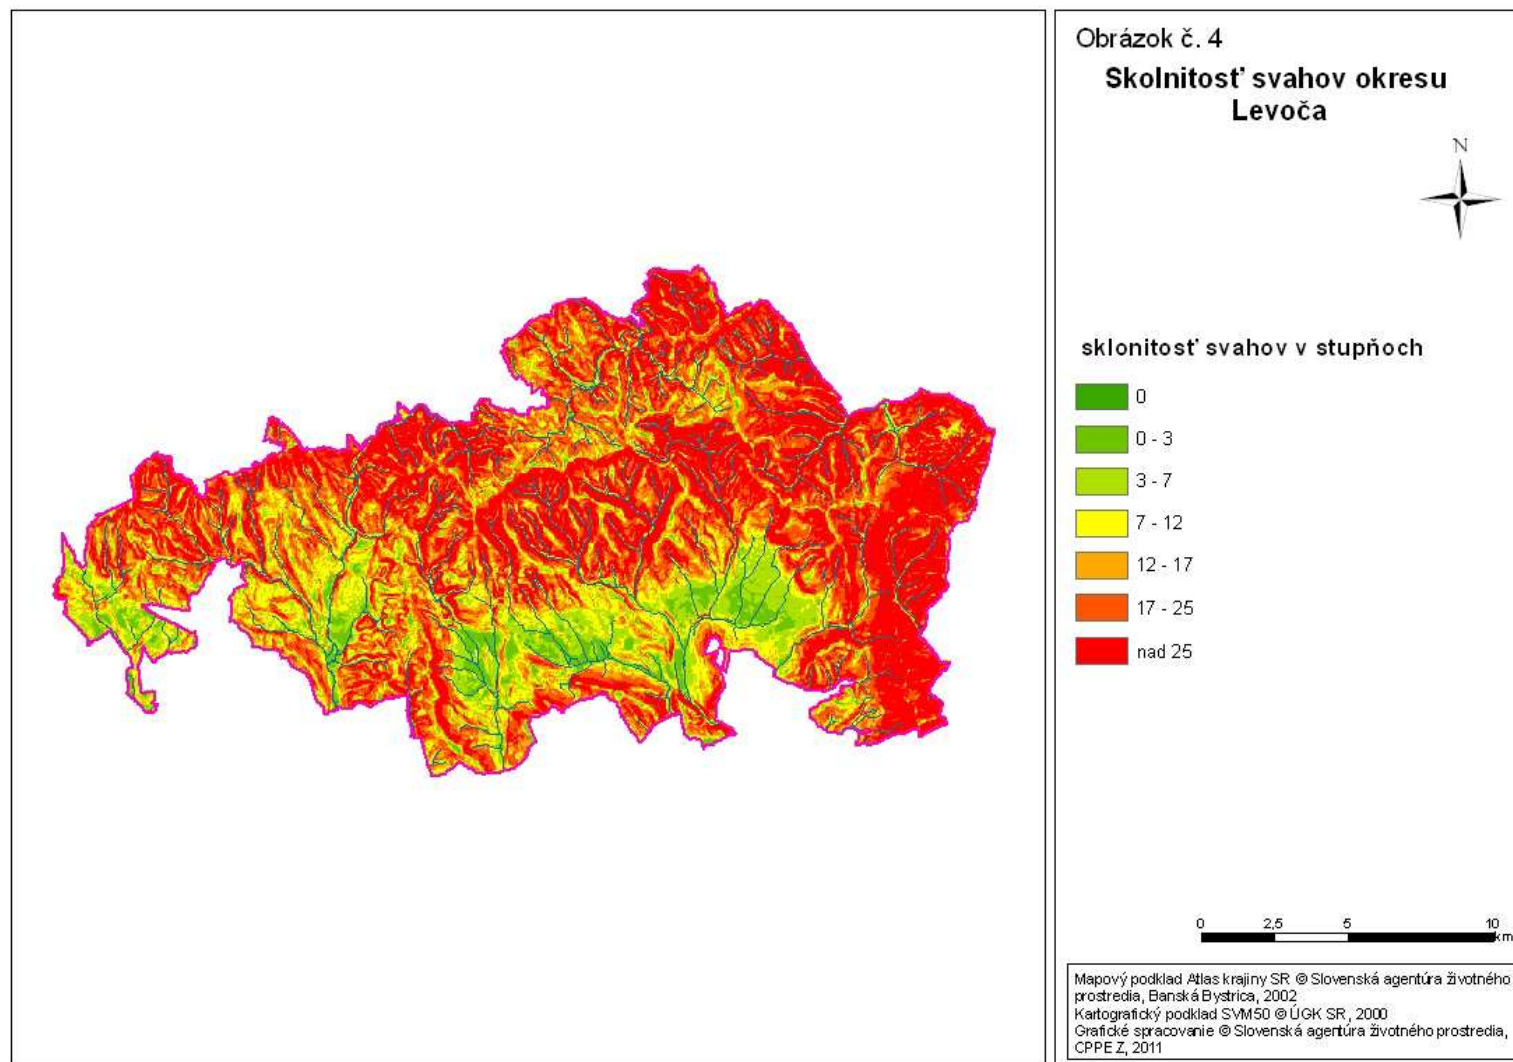 Obrázok č. 4
Skolnitosť svahov okresu
Levoča
N
sklonitosť svahov v stupňoch
0
0 - 3
3 - 7
7 - 12
12 - 17
17 - 25
nad 25
0 2,5 5 10
km
Mapový podklad Atlas krajiny SR © Slovenská agentúra životného
prostredia, Banská Bystrica, 2002
Kartografický podklad SVM50 © ÚGK SR, 2000
Grafické spracovanie © Slovenská agentúra životného prostredia,
CPPE Z, 2011